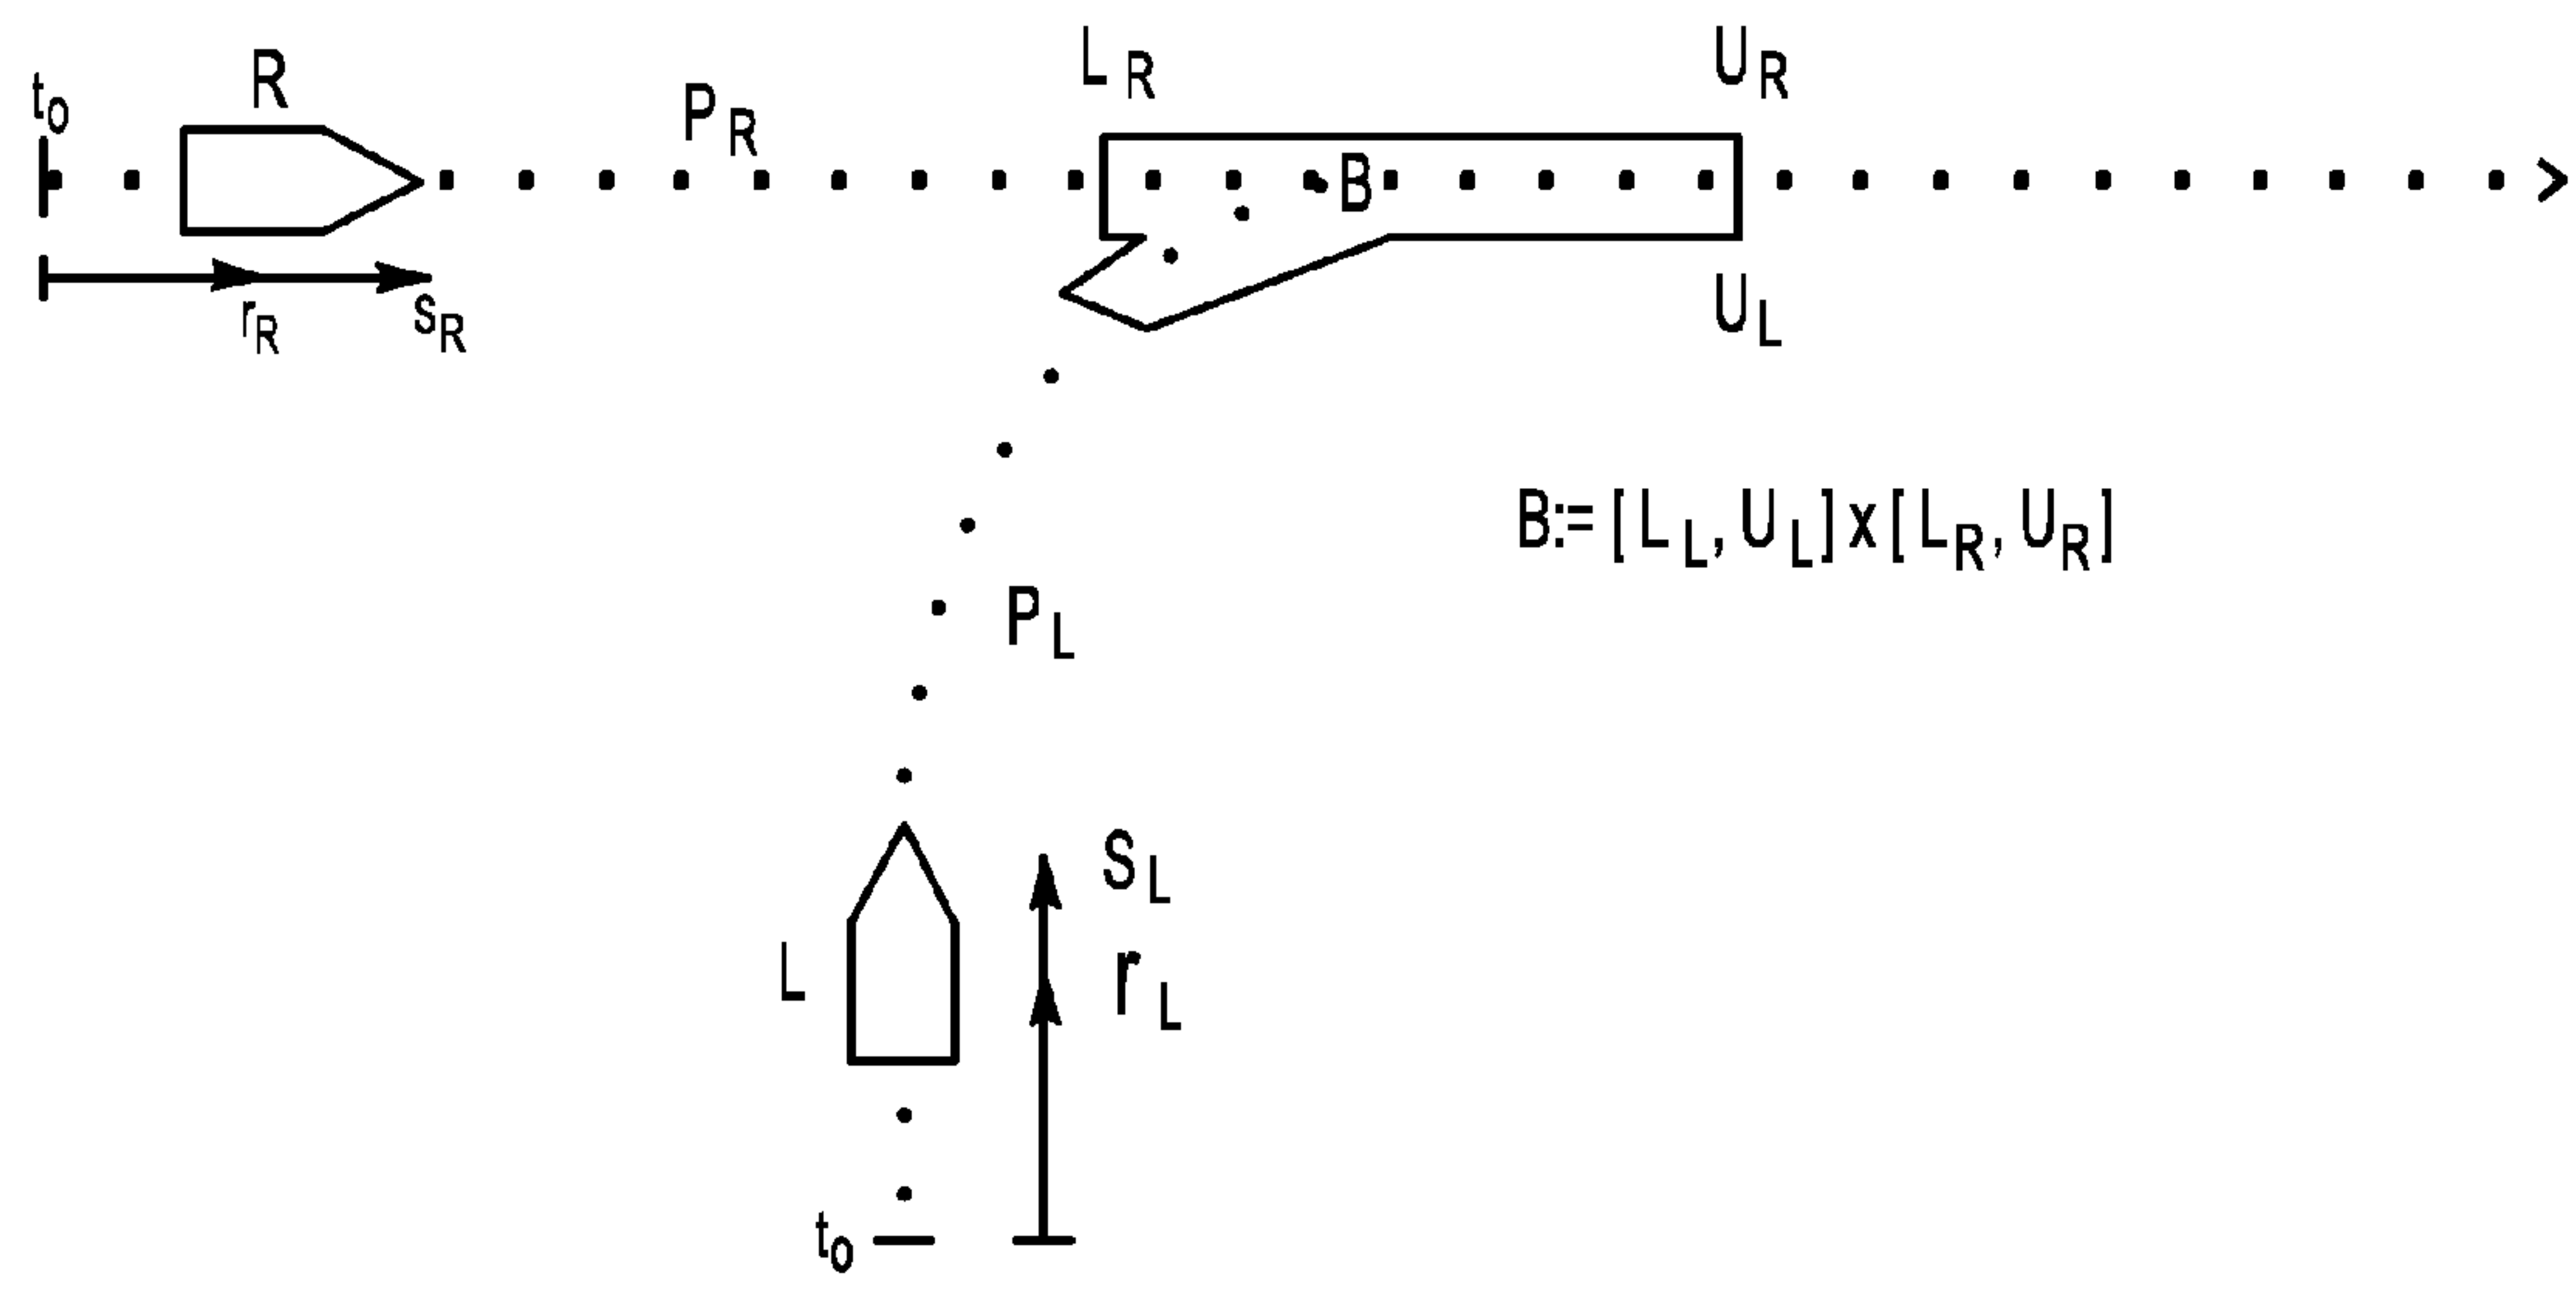 t0
R
PR
LR
UR
B
rR
sR
UL
B:= [ LL, UL ] x [ LR, UR ]
PL
SL
L
rL
t0